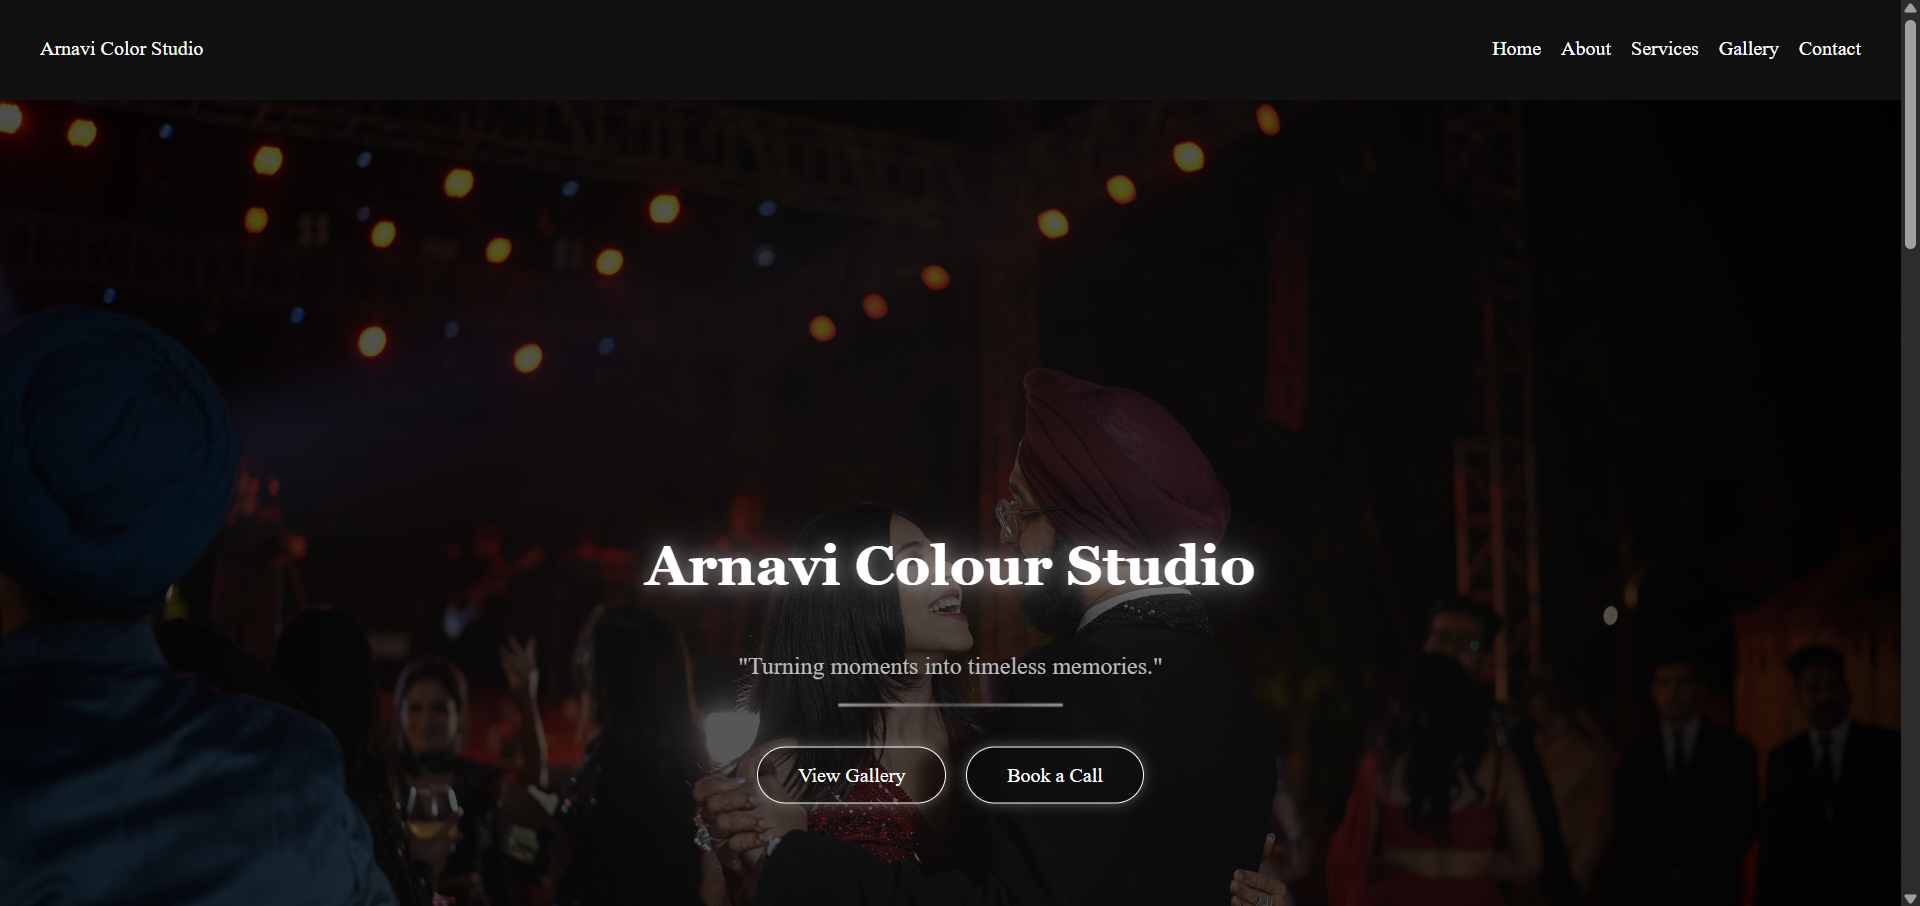 Arnavi Color Studio
Home About Services Gallery Contact
Arnavi Colour Studio
"Turning moments into timeless memories."
View Gallery Book a Call